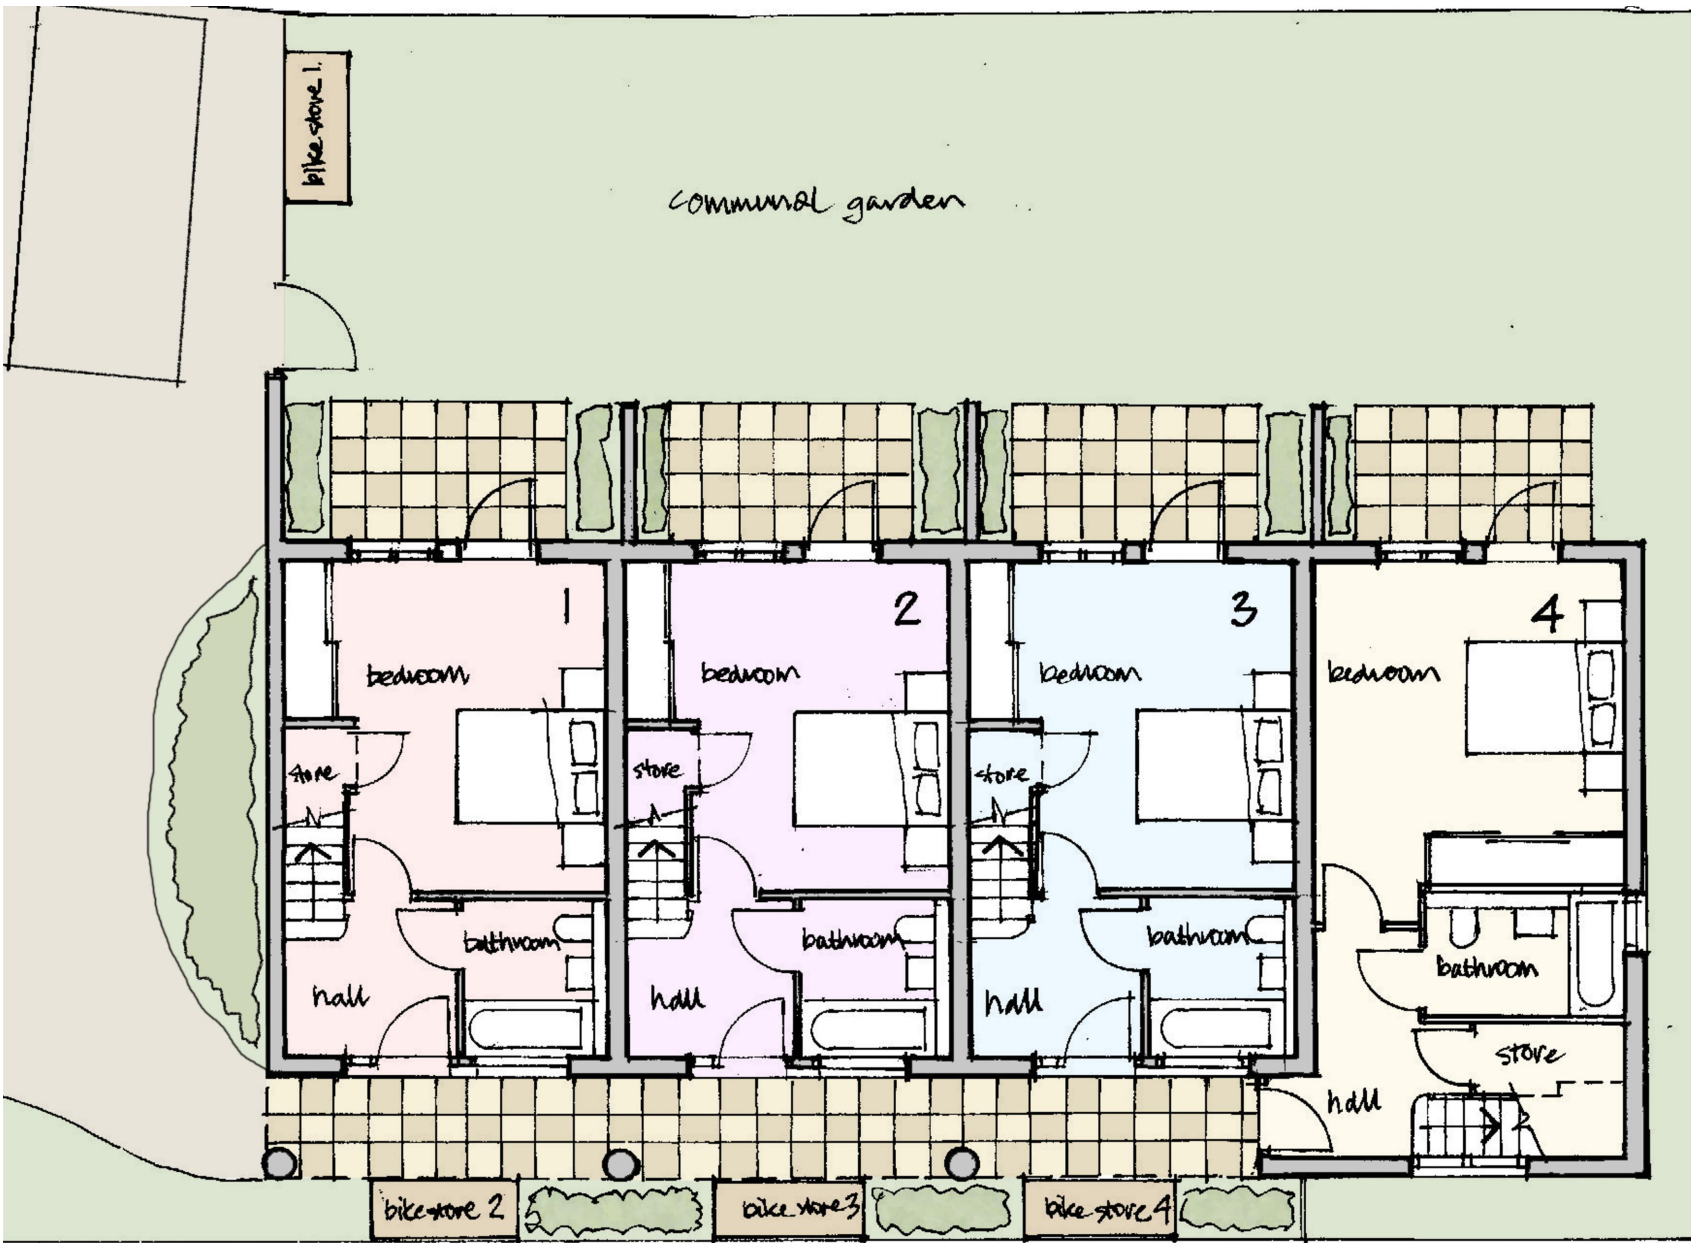 bike store 1.
communal garden
1
2
3
4
bedroom
bedroom
bedroom
bedroom
store
store
store
bathroom
bathroom
bathroom
bathroom
hall
hall
hall
store
hall
bike store 2
bike store 3
bike store 4